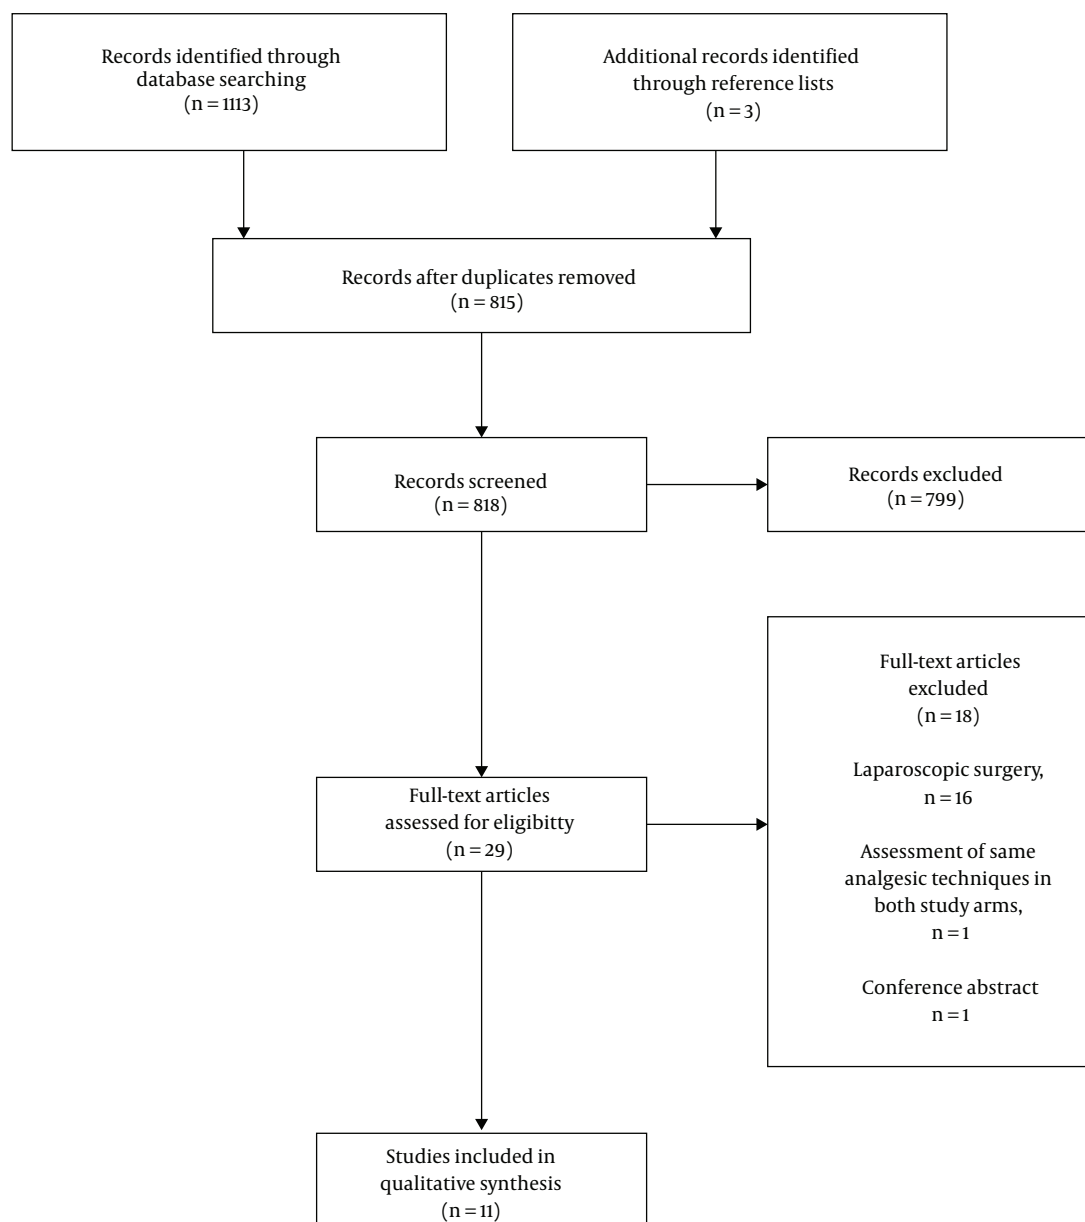 Records identified through
database searching
(n = 1113)
Additional records identified
through reference lists
(n = 3)
Records after duplicates removed
(n = 815)
Records screened
(n = 818)
Records excluded
(n = 799)
Full-text articles
assessed for eligibitty
(n = 29)
Full-text articles
excluded
(n = 18)
Laparoscopic surgery,
n = 16
Assessment of same
analgesic techniques in
both study arms,
n = 1
Conference abstract
n = 1
Studies included in
qualitative synthesis
(n = 11)